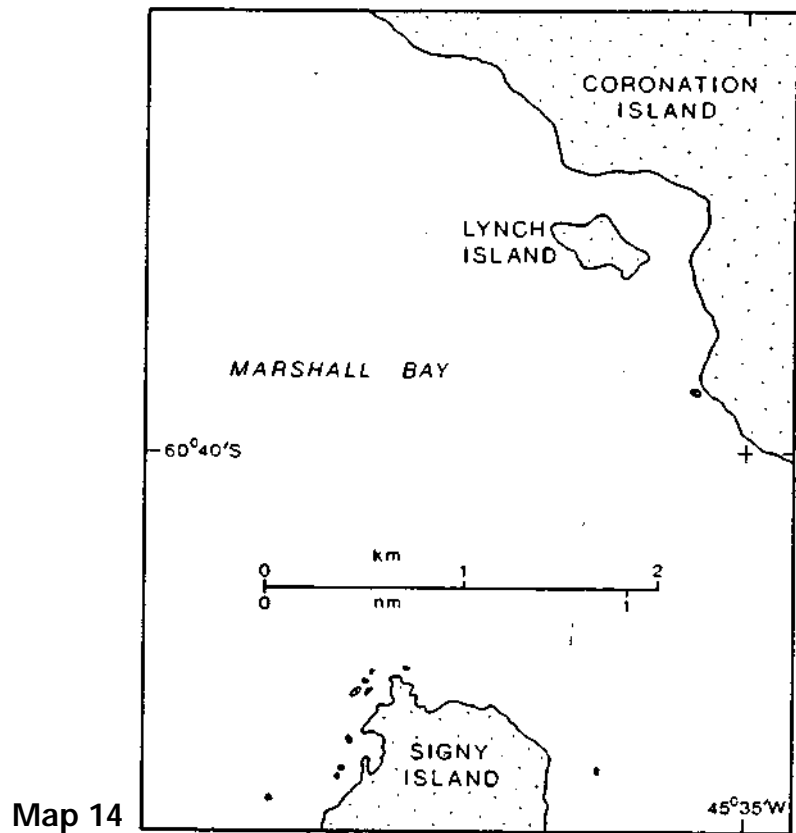 CORONATION
ISLAND
LYNCH
ISLAND
MARSHALL BAY
60°40'S
km
0 1 2
0 1
nm
SIGNY
ISLAND
45°35'W
Map 14